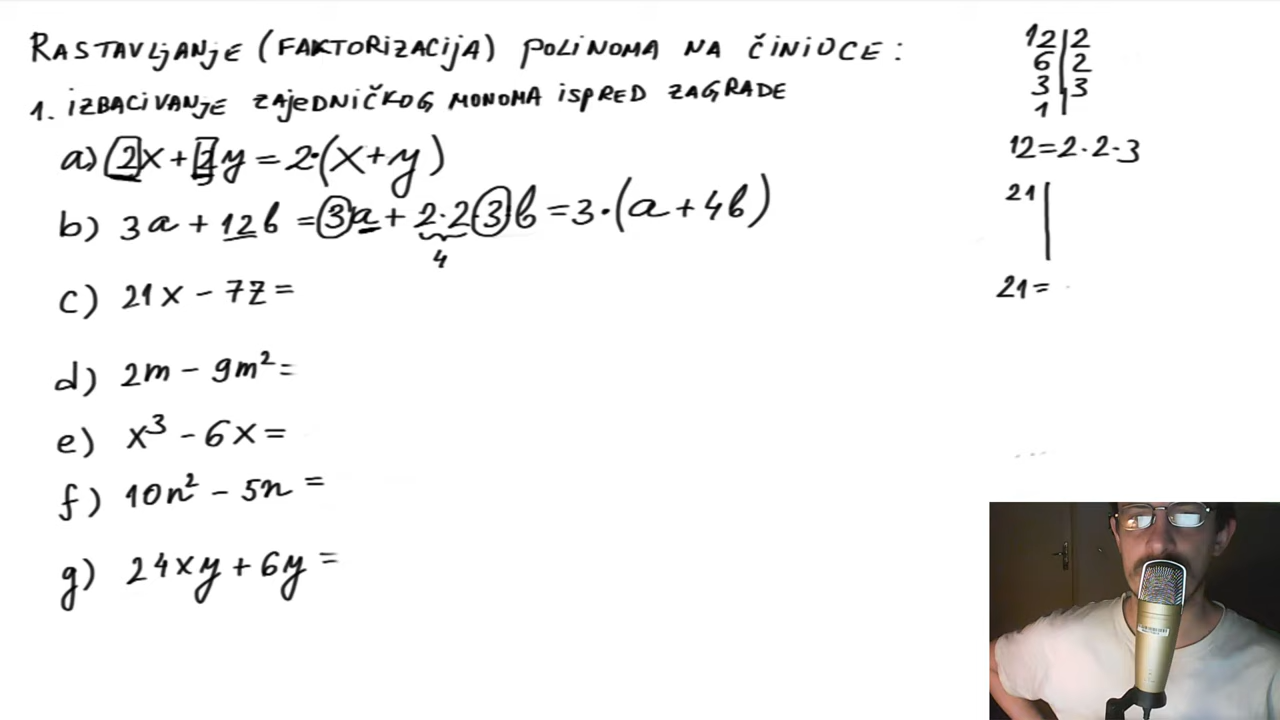 RASTAVLJANJE (FAKTORIZACIJA) POLINOMA NA ČINIOCE:
1. IZBACIVANJE ZAJEDNIČKOG MONOMA ISPRED ZAGRADE
a) 2x + 2y = 2·(x+y)
b) 3a + 12b = 3a + 2·2·3b = 3·(a + 4b)
4
c) 21x - 7z =
d) 2m - 9m² =
e) x³ - 6x =
f) 10n² - 5n =
g) 24xy + 6y =
12|2
6|2
3|3
1|
12=2·2·3
21|
21=